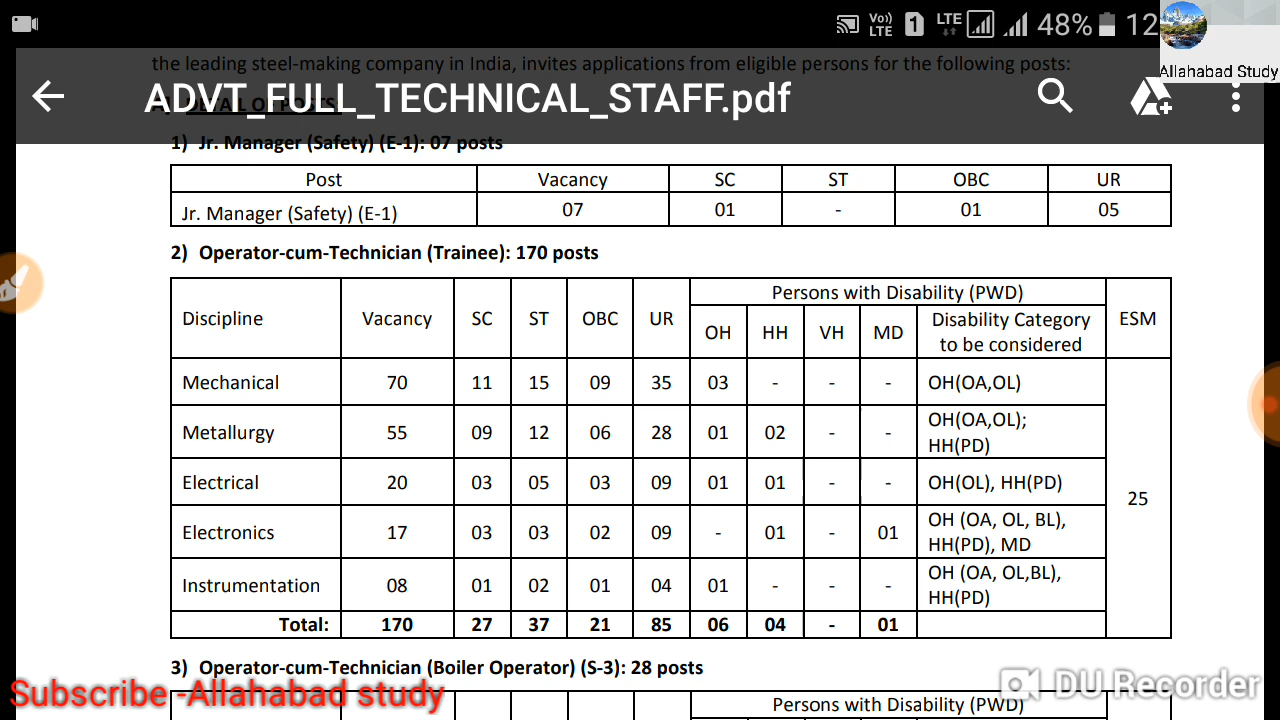 Vo)) LTE 1 LTE 48% 12
Allahabad Study
the leading steel-making company in India, invites applications from eligible persons for the following posts:
ADVT_FULL_TECHNICAL_STAFF.pdf
DETAIL OF POSTS
1) Jr. Manager (Safety) (E-1): 07 posts
Post Vacancy SC ST OBC UR
Jr. Manager (Safety) (E-1) 07 01 - 01 05
2) Operator-cum-Technician (Trainee): 170 posts
Persons with Disability (PWD)
Discipline Vacancy SC ST OBC UR OH HH VH MD Disability Category ESM
to be considered
Mechanical 70 11 15 09 35 03 - - - OH(OA,OL)
Metallurgy 55 09 12 06 28 01 02 - - OH(OA,OL);
HH(PD)
Electrical 20 03 05 03 09 01 01 - - OH(OL), HH(PD)
25
Electronics 17 03 03 02 09 - 01 - 01 OH (OA, OL, BL),
HH(PD), MD
Instrumentation 08 01 02 01 04 01 - - - OH (OA, OL,BL),
HH(PD)
Total: 170 27 37 21 85 06 04 - 01
3) Operator-cum-Technician (Boiler Operator) (S-3): 28 posts
Subscribe -Allahabad study
DU Recorder
Persons with Disability (PWD)